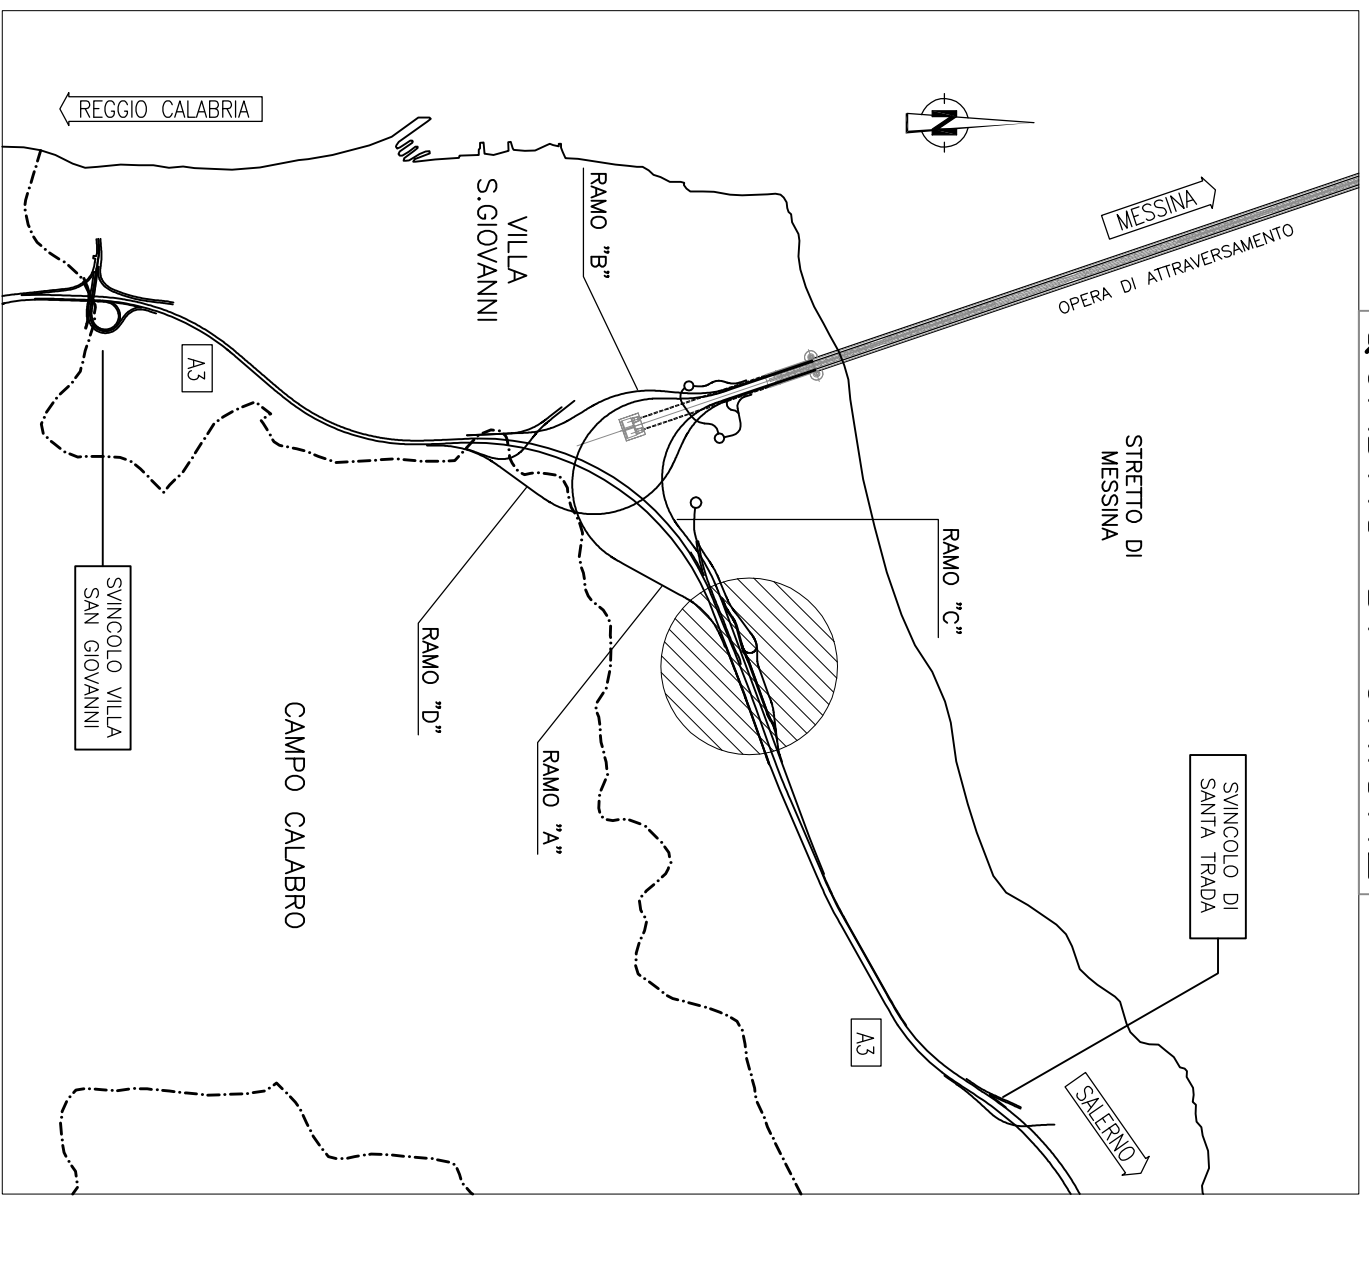 REGGIO CALABRIA
N
MESSINA
OPERA DI ATTRAVERSAMENTO
VILLA
S.GIOVANNI
RAMO "B"
A3
STRETTO DI
MESSINA
RAMO "C"
SVINCOLO VILLA
SAN GIOVANNI
RAMO "D"
RAMO "A"
CAMPO CALABRO
SVINCOLO DI
SANTA TRADA
A3
SALERNO